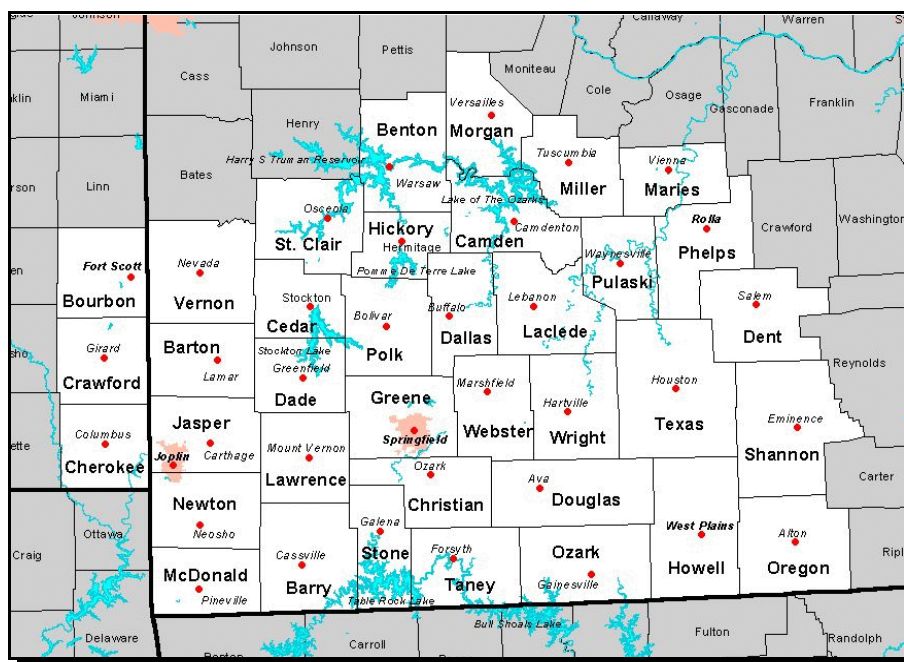 Johnson
Callaway
Warren
Johnson
Pettis
Moniteau
Cass
Cole
Osage
Gasconade
Franklin
Miami
Versailles
Morgan
Henry
Benton
Tuscumbia
Miller
Vienna
Maries
Harry S Truman Reservoir
Linn
Bates
Warsaw
Lake of The Ozarks
Osceola
St. Clair
Hickory
Hermitage
Camden
Camdenton
Rolla
Phelps
Crawford
Washington
Fort Scott
Bourbon
Nevada
Vernon
Pomme De Terre Lake
Waynesville
Pulaski
Stockton
Cedar
Bolivar
Polk
Buffalo
Dallas
Lebanon
Laclede
Salem
Dent
Girard
Crawford
Barton
Lamar
Stockton Lake
Greenfield
Dade
Reynolds
Greene
Springfield
Marshfield
Webster
Hartville
Wright
Houston
Texas
Columbus
Cherokee
Jasper
Joplin
Carthage
Mount Vernon
Lawrence
Eminence
Shannon
Ozark
Christian
Ava
Douglas
Carter
Newton
Neosho
Ottawa
Craig
Galena
Stone
Forsyth
Taney
Ozark
Gainesville
West Plains
Howell
Alton
Oregon
Ripl
McDonald
Pineville
Cassville
Barry
Table Rock Lake
Bull Shoals Lake
Delaware
Carroll
Fulton
Randolph